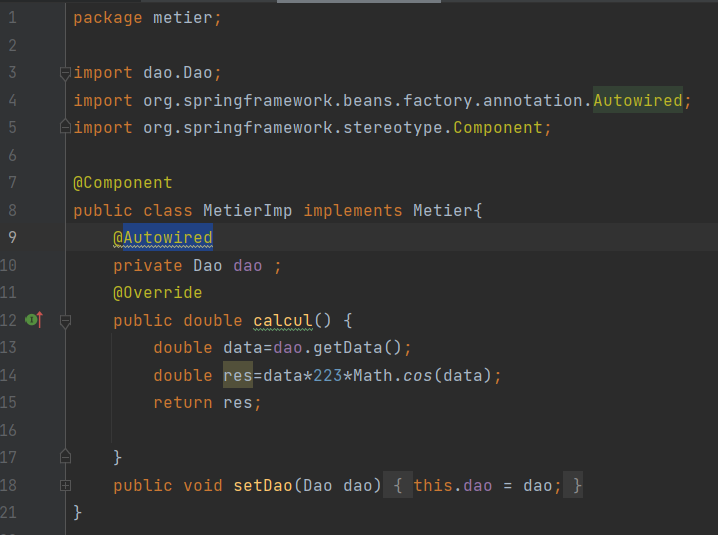 1 package metier;
2
3 import dao.Dao;
4 import org.springframework.beans.factory.annotation.Autowired;
5 import org.springframework.stereotype.Component;
6
7 @Component
8 public class MetierImp implements Metier{
9     @Autowired
10     private Dao dao ;
11     @Override
12     public double calcul() {
13         double data=dao.getData();
14         double res=data*223*Math.cos(data);
15         return res;
16
17     }
18     public void setDao(Dao dao) { this.dao = dao; }
21 }